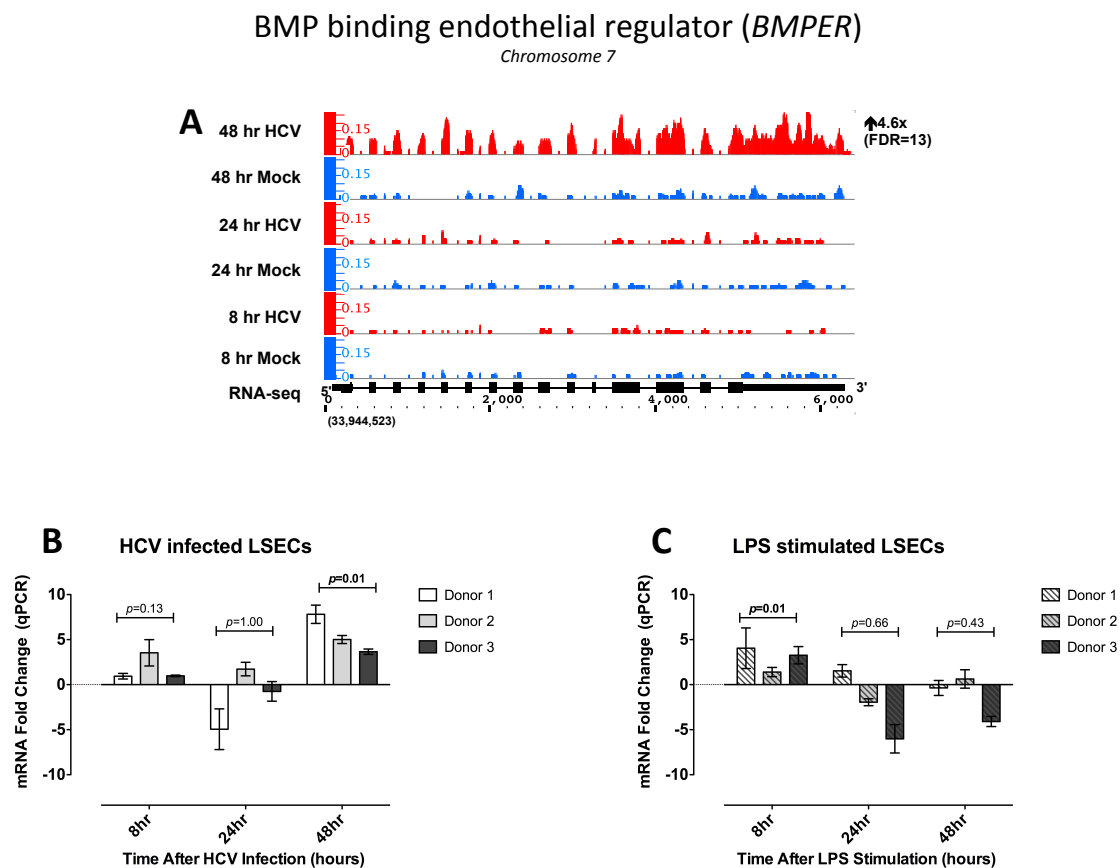 BMP binding endothelial regulator (BMPER)
Chromosome 7
A
48 hr HCV
0.15
0
↑4.6x
(FDR=13)
48 hr Mock
0.15
0
24 hr HCV
0.15
0
24 hr Mock
0.15
0
8 hr HCV
0.15
0
8 hr Mock
0.15
0
RNA-seq
5'
3'
0
2,000
4,000
6,000
(33,944,523)
B
HCV infected LSECs
mRNA Fold Change (qPCR)
10
5
0
-5
-10
p=0.13
p=1.00
p=0.01
Donor 1
Donor 2
Donor 3
8hr
24hr
48hr
Time After HCV Infection (hours)
C
LPS stimulated LSECs
mRNA Fold Change (qPCR)
10
5
0
-5
-10
p=0.01
p=0.66
p=0.43
Donor 1
Donor 2
Donor 3
8hr
24hr
48hr
Time After LPS Stimulation (hours)